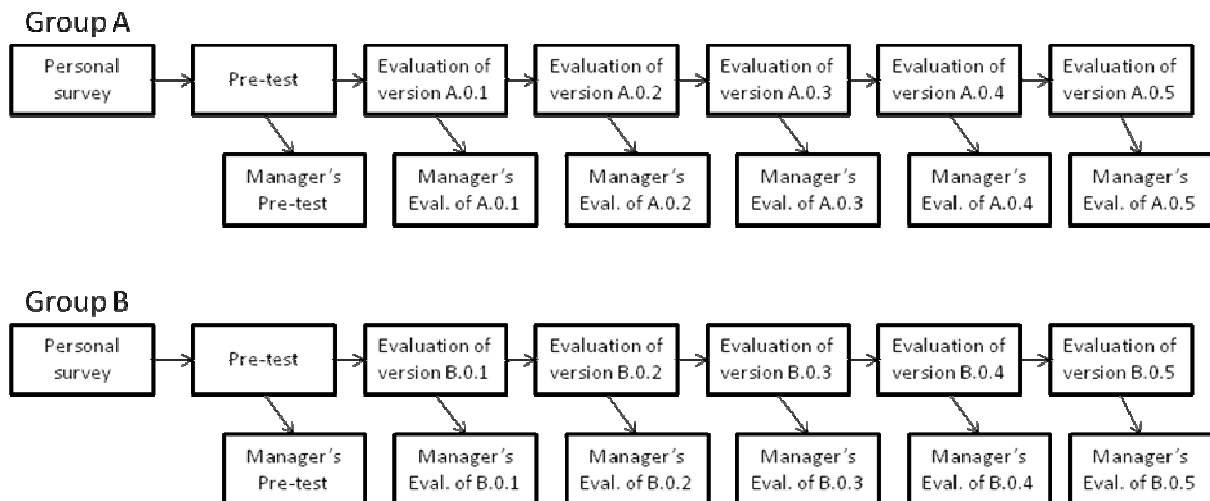 Group A
Personal
survey
Pre-test
Evaluation of
version A.0.1
Evaluation of
version A.0.2
Evaluation of
version A.0.3
Evaluation of
version A.0.4
Evaluation of
version A.0.5
Manager's
Pre-test
Manager's
Eval. of A.0.1
Manager's
Eval. of A.0.2
Manager's
Eval. of A.0.3
Manager's
Eval. of A.0.4
Manager's
Eval. of A.0.5
Group B
Personal
survey
Pre-test
Evaluation of
version B.0.1
Evaluation of
version B.0.2
Evaluation of
version B.0.3
Evaluation of
version B.0.4
Evaluation of
version B.0.5
Manager's
Pre-test
Manager's
Eval. of B.0.1
Manager's
Eval. of B.0.2
Manager's
Eval. of B.0.3
Manager's
Eval. of B.0.4
Manager's
Eval. of B.0.5